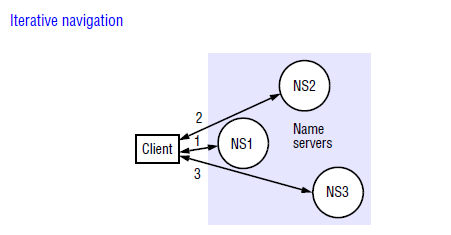 Iterative navigation
NS2
2
Name
servers
Client
1
NS1
3
NS3